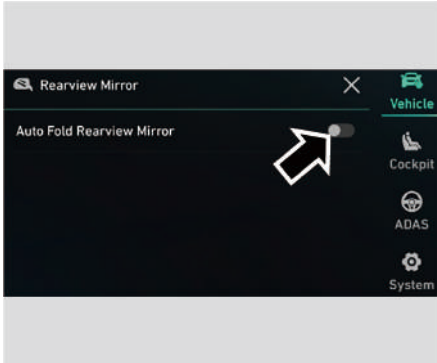 Rearview Mirror
Vehicle
Auto Fold Rearview Mirror
Cockpit
ADAS
System